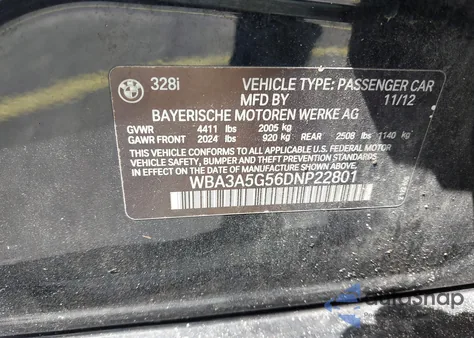 328i VEHICLE TYPE: PASSENGER CAR
MFD BY 11/12
BAYERISCHE MOTOREN WERKE AG
GVWR 4411 lbs 2005 kg
GAWR FRONT 2024 lbs 920 kg REAR 2508 lbs 1140 kg
THIS VEHICLE CONFORMS TO ALL APPLICABLE U.S. FEDERAL MOTOR
VEHICLE SAFETY, BUMPER AND THEFT PREVENTION STANDARDS
IN EFFECT ON THE DATE OF MANUFACTURE SHOWN ABOVE.
WBA3A5G56DNP22801
autosnap